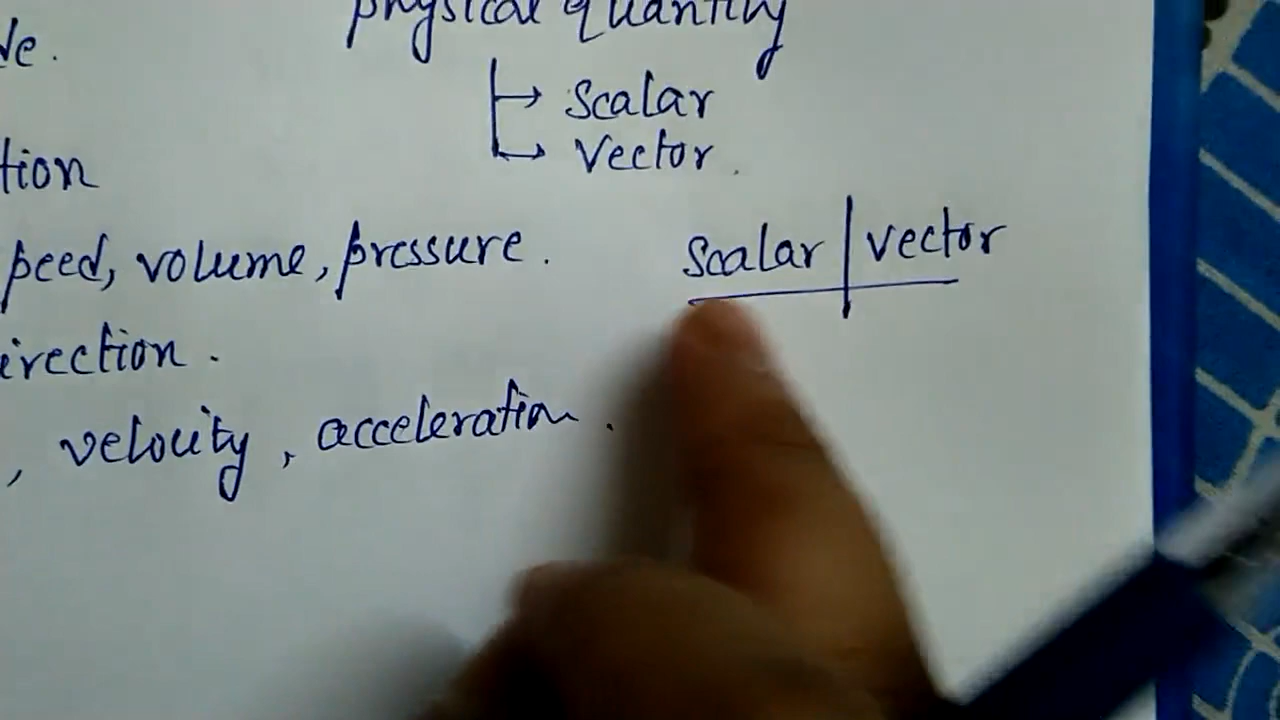 physical quantity
de.
Scalar
Vector.
tion
scalar | vector
peed, volume, pressure.
irection.
, velocity, acceleration.